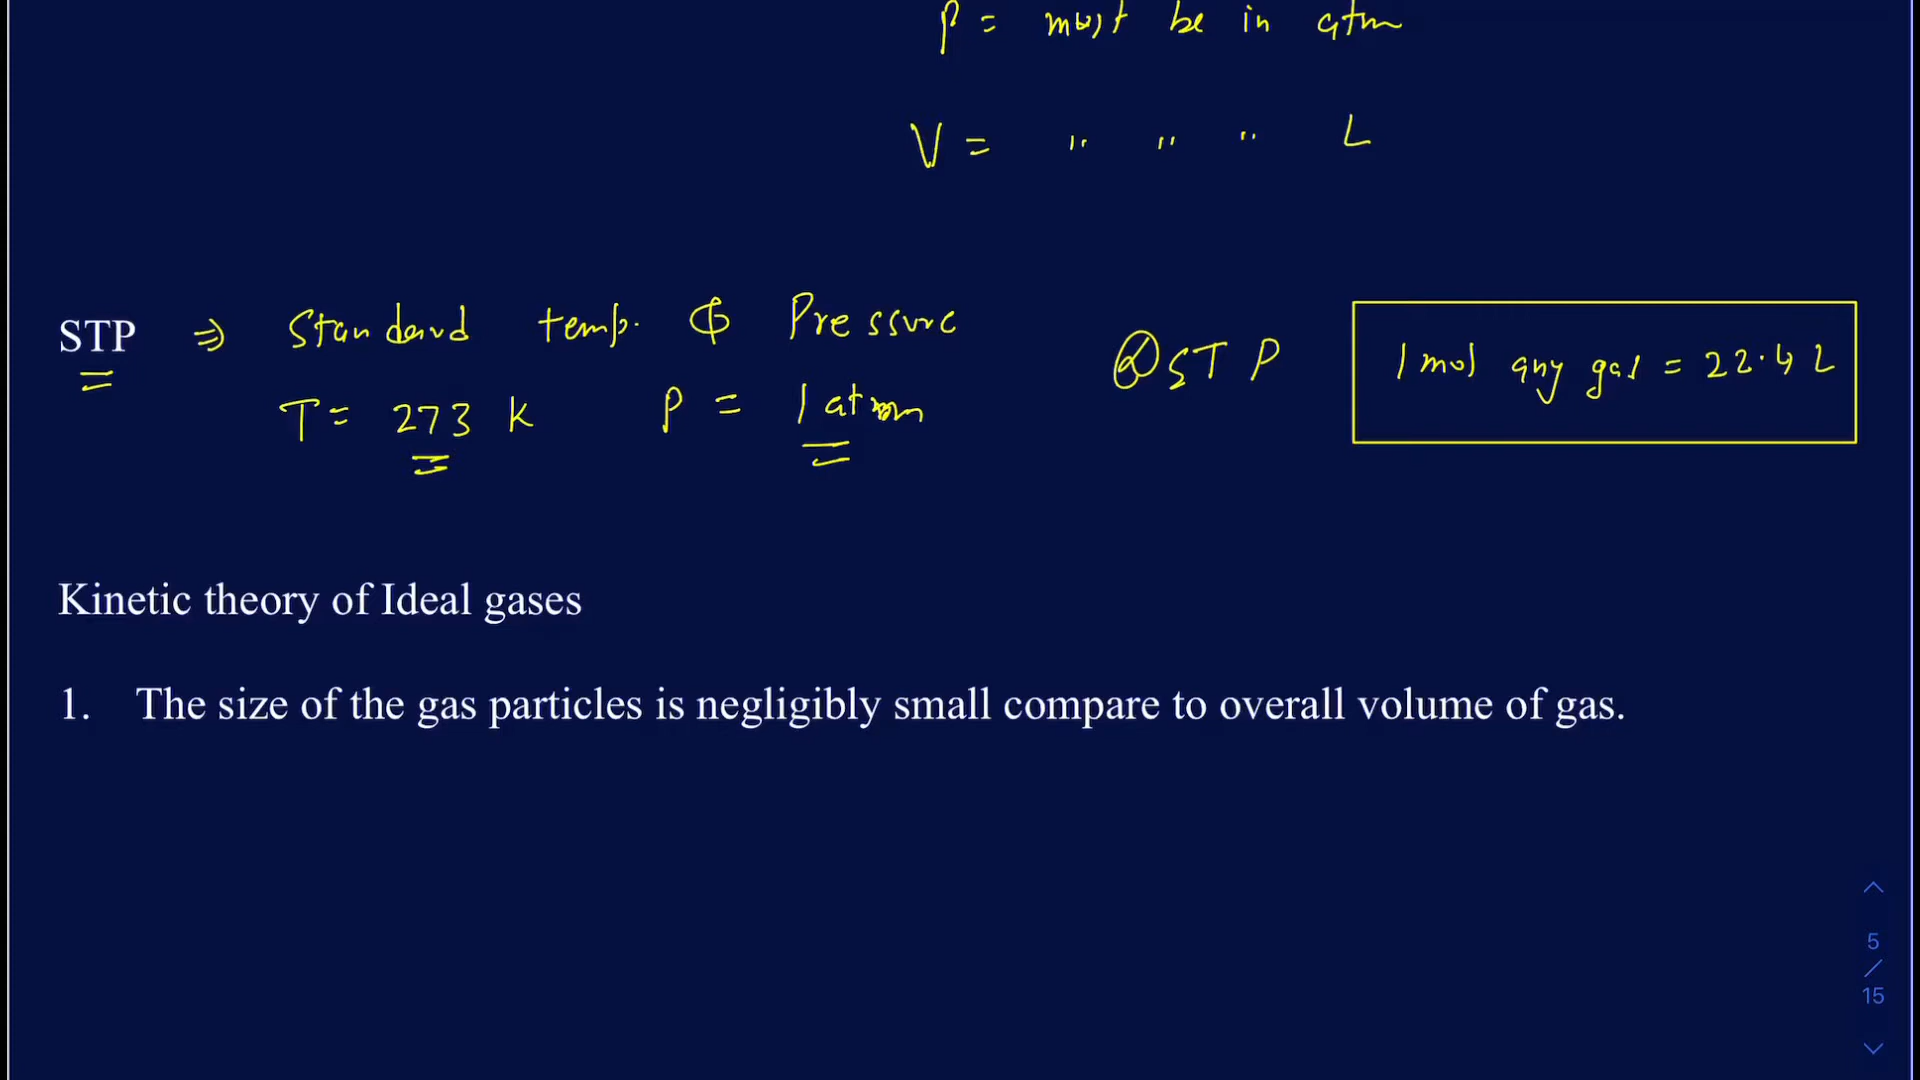 P = must be in atm
V = " " " L
STP ⇒ Standard temp. & Pressure
T = 273 K P = 1 atm
@ STP 1 mol any gas = 22.4 L
Kinetic theory of Ideal gases
1. The size of the gas particles is negligibly small compare to overall volume of gas.
5
/
15